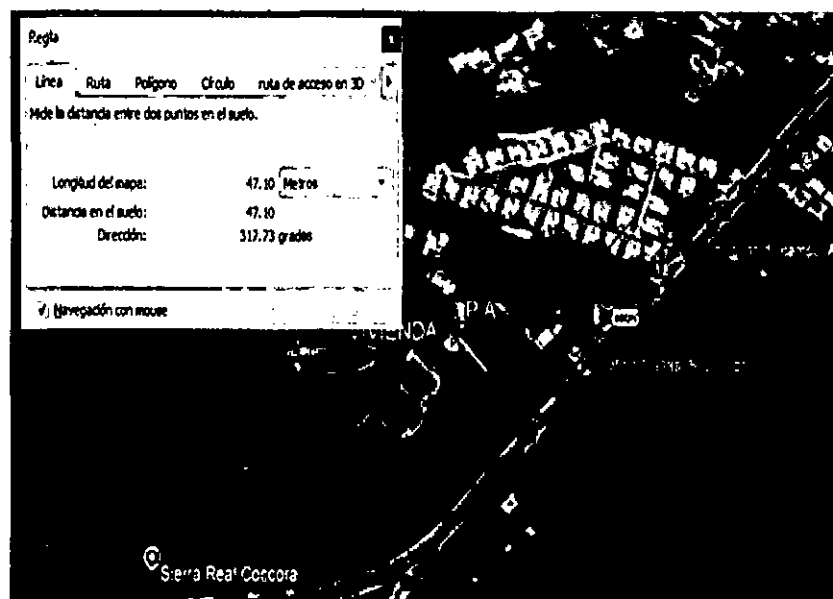 Regla
Línea Ruta Polígono Círculo ruta de acceso en 3D
Mide la distancia entre dos puntos en el suelo.
Longitud del mapa: 47.10 Metros
Distancia en el suelo: 47.10
Dirección: 317.73 grados
Navegación con mouse
VIVIENDA
Sierra Real Coccora